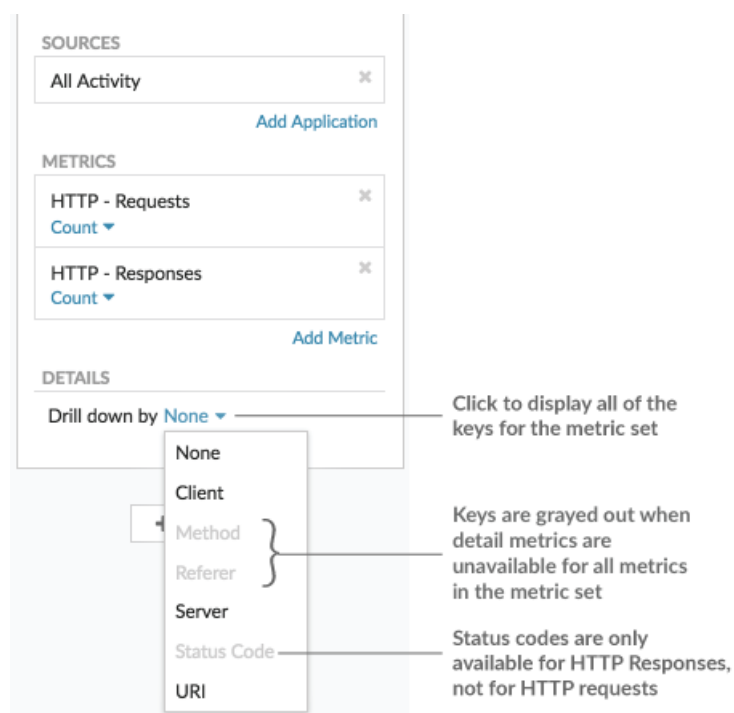 SOURCES
All Activity
Add Application
METRICS
HTTP - Requests
Count
HTTP - Responses
Count
Add Metric
DETAILS
Drill down by None
None
Client
Method
Referer
Server
Status Code
URI
Click to display all of the
keys for the metric set
Keys are grayed out when
detail metrics are
unavailable for all metrics
in the metric set
Status codes are only
available for HTTP Responses,
not for HTTP requests